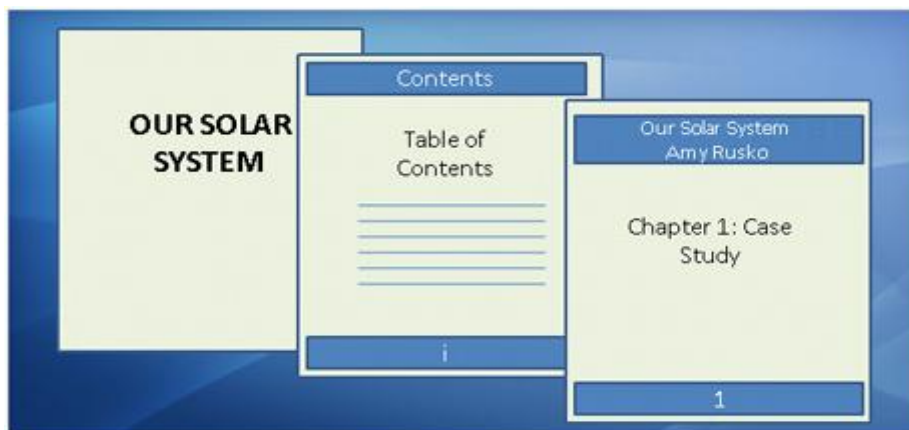 OUR SOLAR
SYSTEM
Contents
Table of
Contents
i
Our Solar System
Amy Rusko
Chapter 1: Case
Study
1